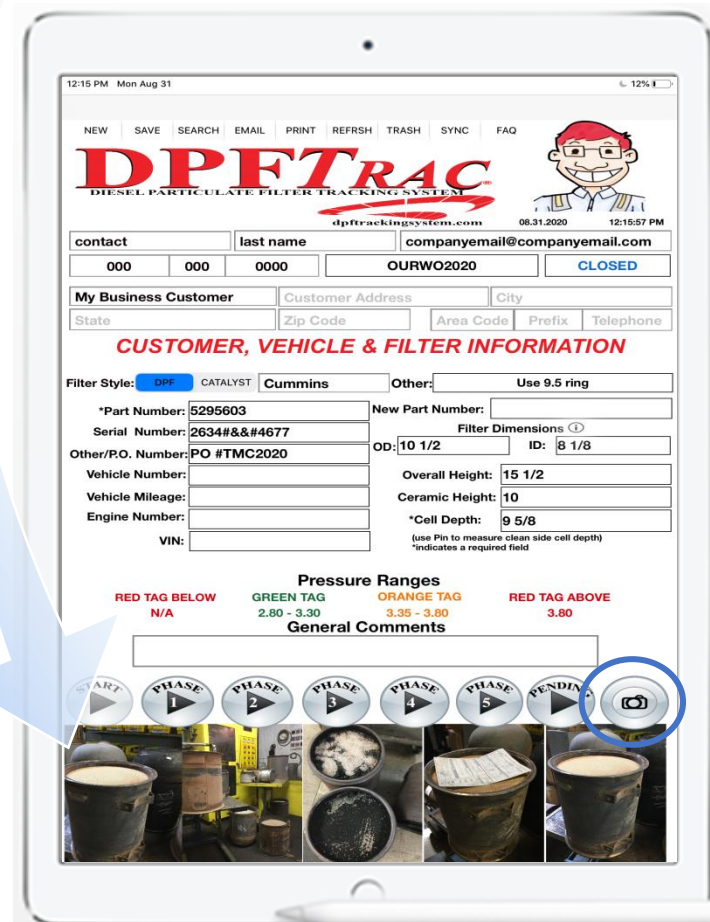 12:15 PM Mon Aug 31 12%
NEW SAVE SEARCH EMAIL PRINT REFRSH TRASH SYNC FAQ
DPFTRAC
DIESEL PARTICULATE FILTER TRACKING SYSTEM
dpftrackingsystem.com 08.31.2020 12:15:57 PM
contact last name companyemail@companyemail.com
000 000 0000 OURWO2020 CLOSED
My Business Customer Customer Address City
State Zip Code Area Code Prefix Telephone
CUSTOMER, VEHICLE & FILTER INFORMATION
Filter Style: DPF CATALYST Cummins Other: Use 9.5 ring
*Part Number: 5295603 New Part Number:
Serial Number: 2634#&&#4677 Filter Dimensions
Other/P.O. Number: PO #TMC2020 OD: 10 1/2 ID: 8 1/8
Vehicle Number: Overall Height: 15 1/2
Vehicle Mileage: Ceramic Height: 10
Engine Number: *Cell Depth: 9 5/8
VIN: (use Pin to measure clean side cell depth)
*indicates a required field
Pressure Ranges
RED TAG BELOW GREEN TAG ORANGE TAG RED TAG ABOVE
N/A 2.80 - 3.30 3.35 - 3.80 3.80
General Comments
START PHASE 1 PHASE 2 PHASE 3 PHASE 4 PHASE 5 PENDING